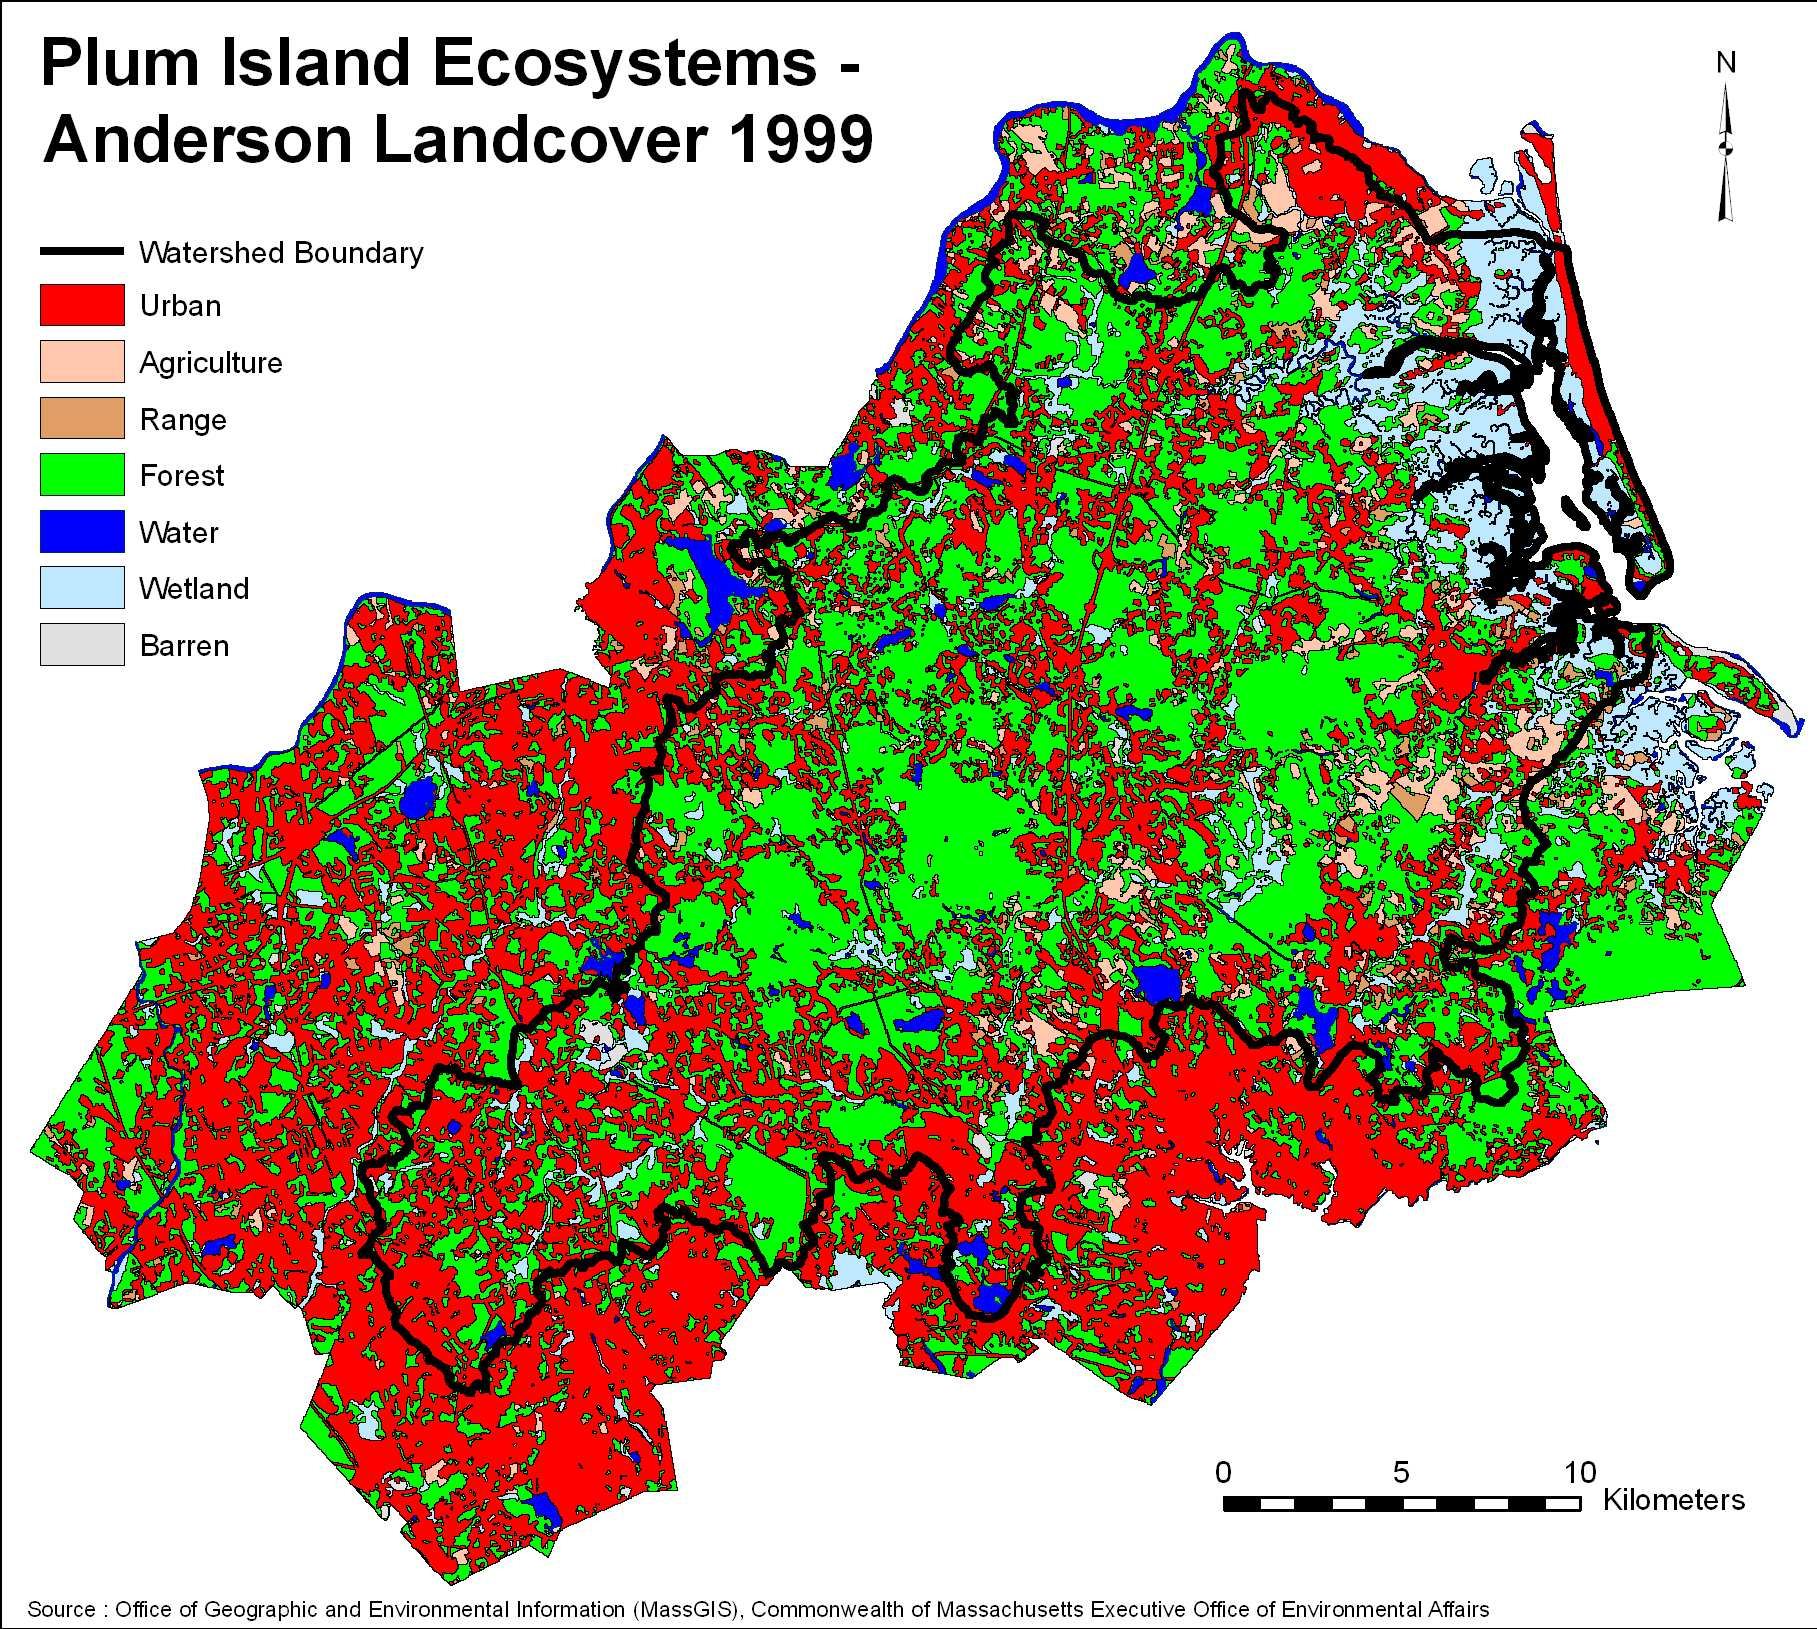 Plum Island Ecosystems -
Anderson Landcover 1999
N
Watershed Boundary
Urban
Agriculture
Range
Forest
Water
Wetland
Barren
0 5 10
Kilometers
Source : Office of Geographic and Environmental Information (MassGIS), Commonwealth of Massachusetts Executive Office of Environmental Affairs